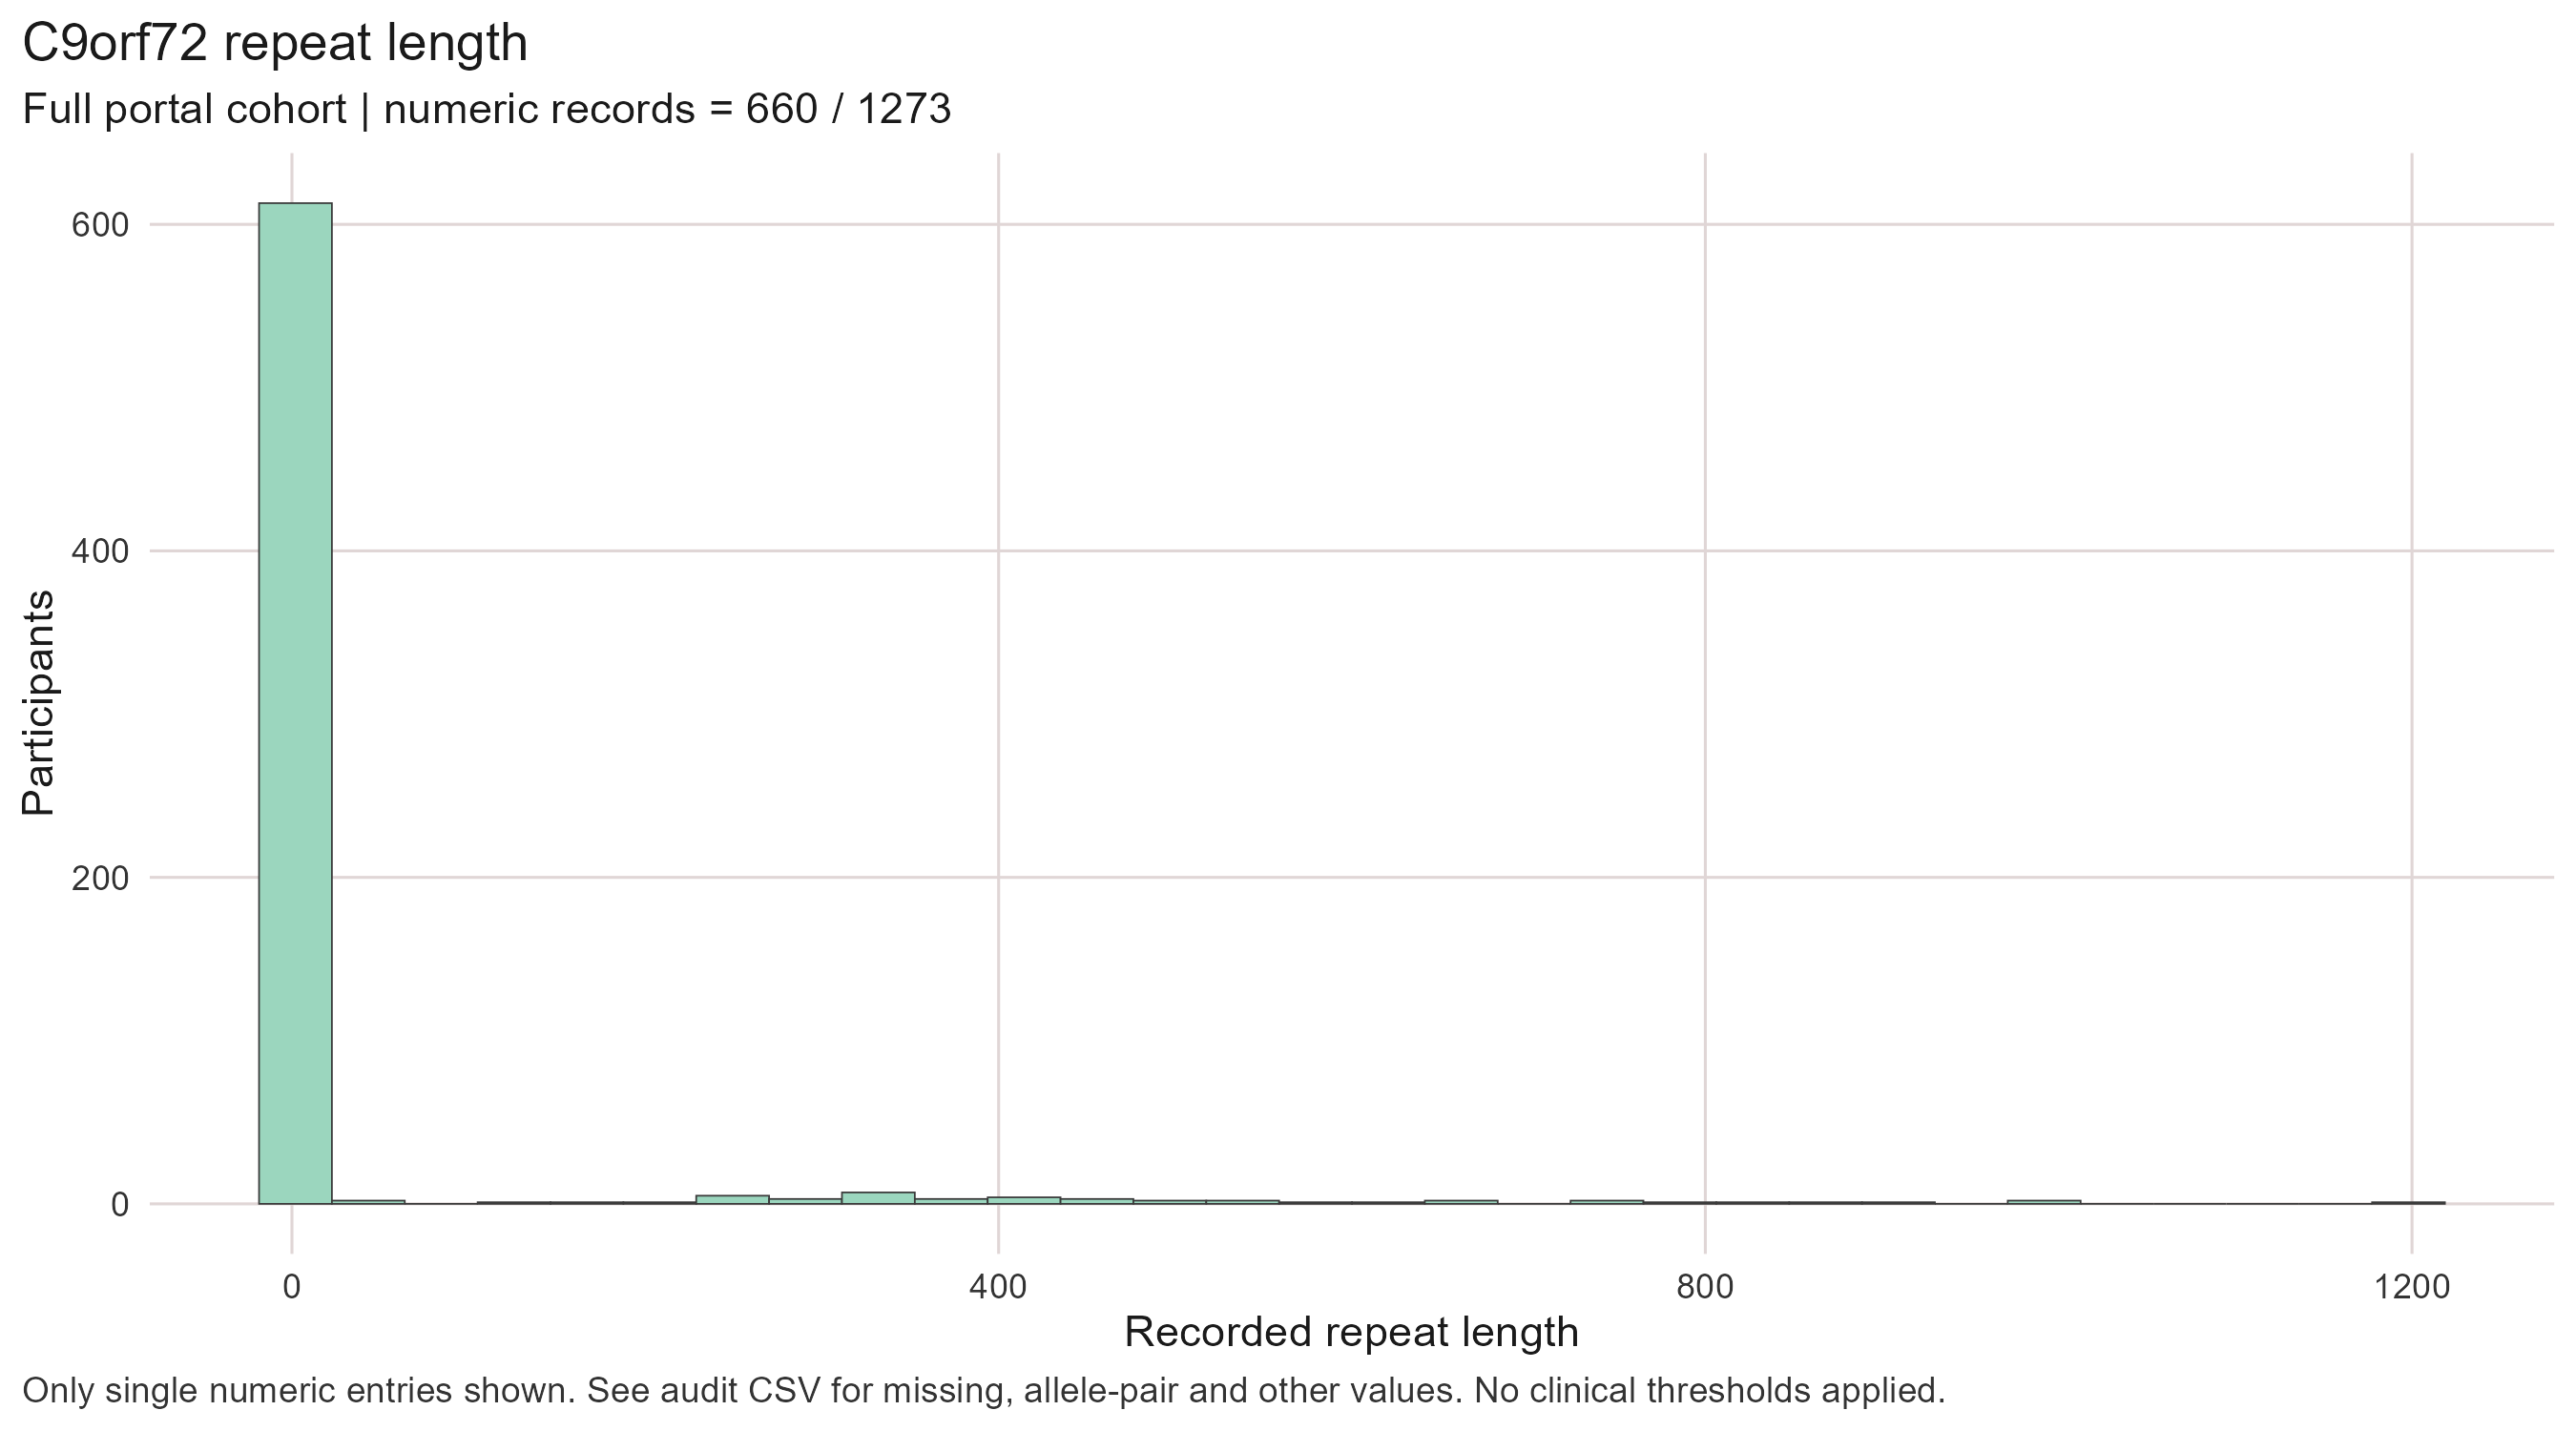 C9orf72 repeat length
Full portal cohort | numeric records = 660 / 1273
600
400
200
0
Participants
0 400 800 1200
Recorded repeat length
Only single numeric entries shown. See audit CSV for missing, allele-pair and other values. No clinical thresholds applied.